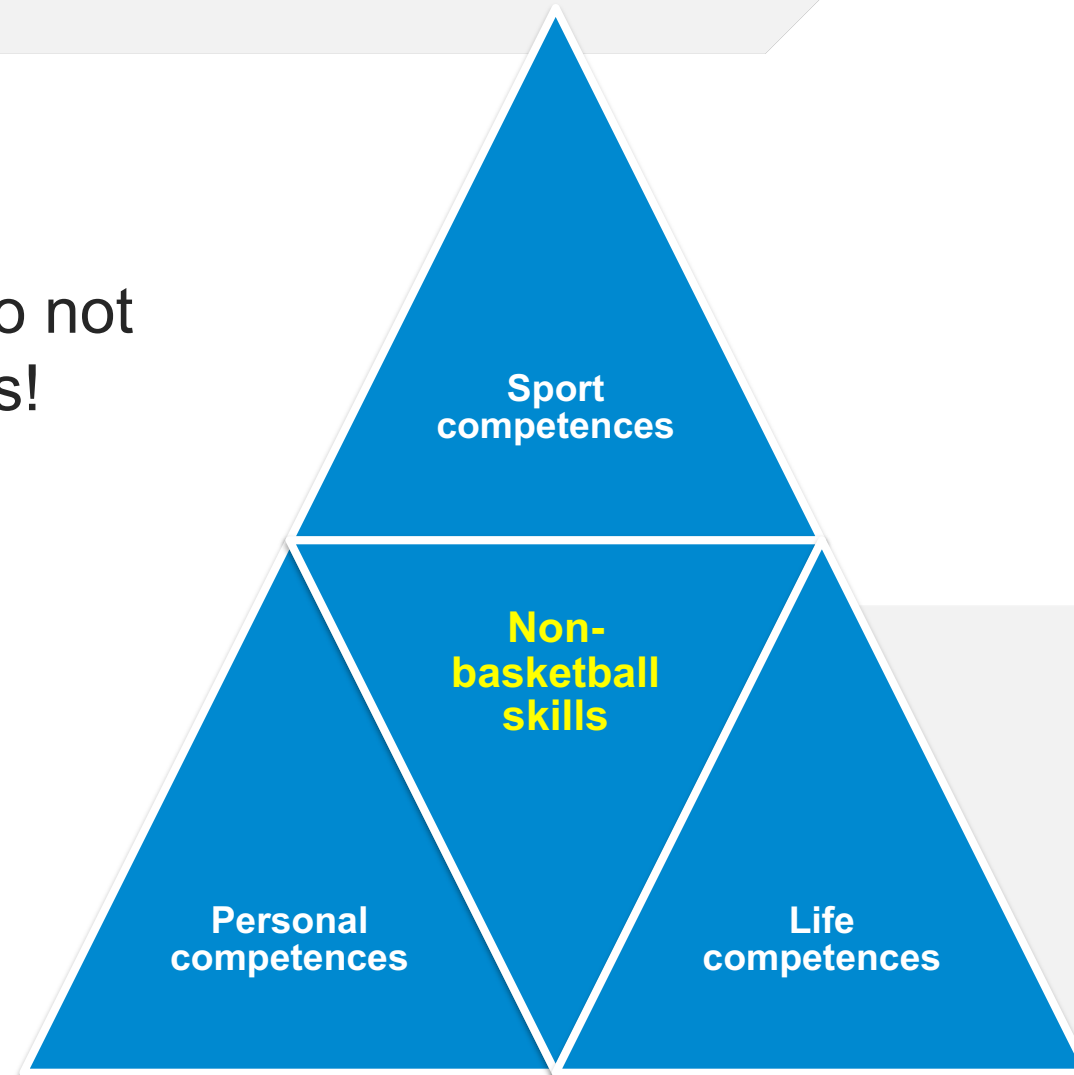 not
s!
Sport
competences
Non-
basketball
skills
Personal
competences
Life
competences